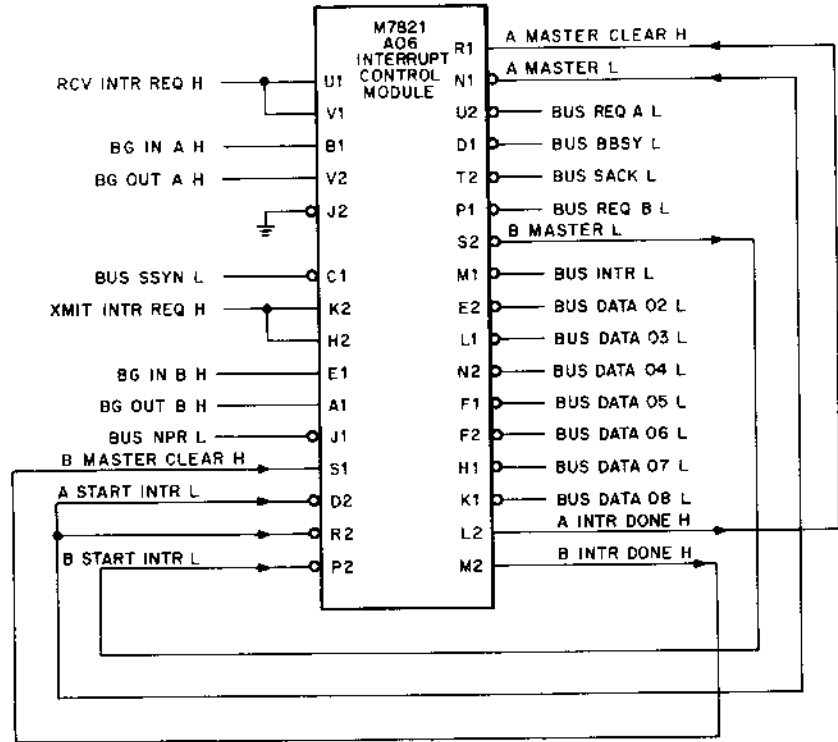 M7821
A06
INTERRUPT
CONTROL
MODULE
RCV INTR REQ H
U1
V1
BG IN A H
B1
BG OUT A H
V2
J2
BUS SSYN L
C1
XMIT INTR REQ H
K2
H2
BG IN B H
E1
BG OUT B H
A1
BUS NPR L
J1
B MASTER CLEAR H
S1
A START INTR L
D2
R2
B START INTR L
P2
R1
A MASTER CLEAR H
N1
A MASTER L
U2
BUS REQ A L
D1
BUS BBSY L
T2
BUS SACK L
P1
BUS REQ B L
S2
B MASTER L
M1
BUS INTR L
E2
BUS DATA 02 L
L1
BUS DATA 03 L
N2
BUS DATA 04 L
F1
BUS DATA 05 L
F2
BUS DATA 06 L
H1
BUS DATA 07 L
K1
BUS DATA 08 L
L2
A INTR DONE H
M2
B INTR DONE H